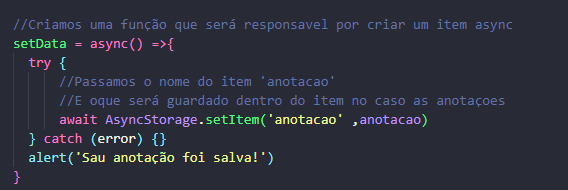 //Criamos uma função que será responsavel por criar um item async
setData = async() =>{
try {
//Passamos o nome do item 'anotacao'
//E oque será guardado dentro do item no caso as anotaçoes
await AsyncStorage.setItem('anotacao' ,anotacao)
} catch (error) {}
alert('Sau anotação foi salva!')
}